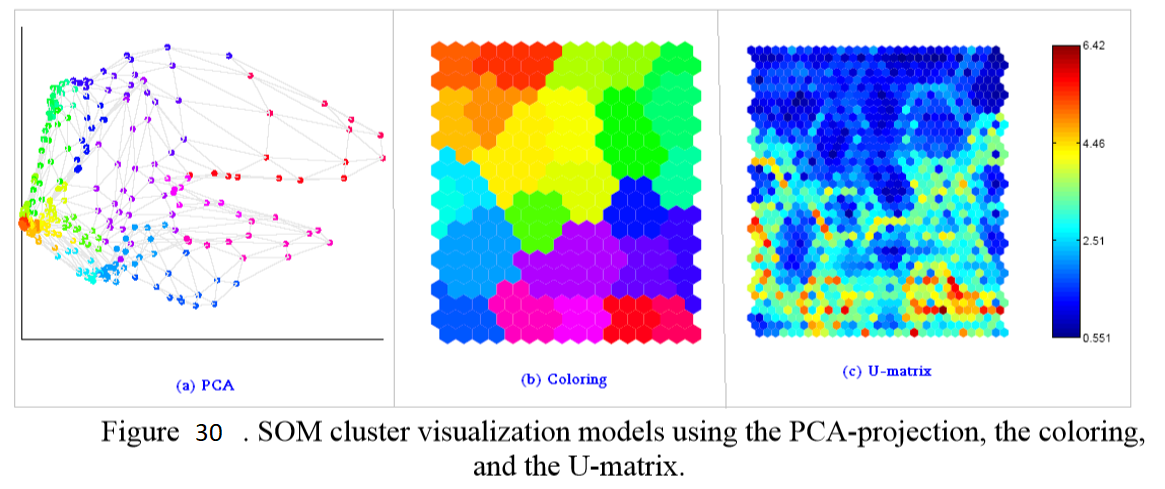 6.42
4.46
2.51
0.551
(a) PCA
(b) Coloring
(c) U-matrix
Figure 30 . SOM cluster visualization models using the PCA-projection, the coloring,
and the U-matrix.